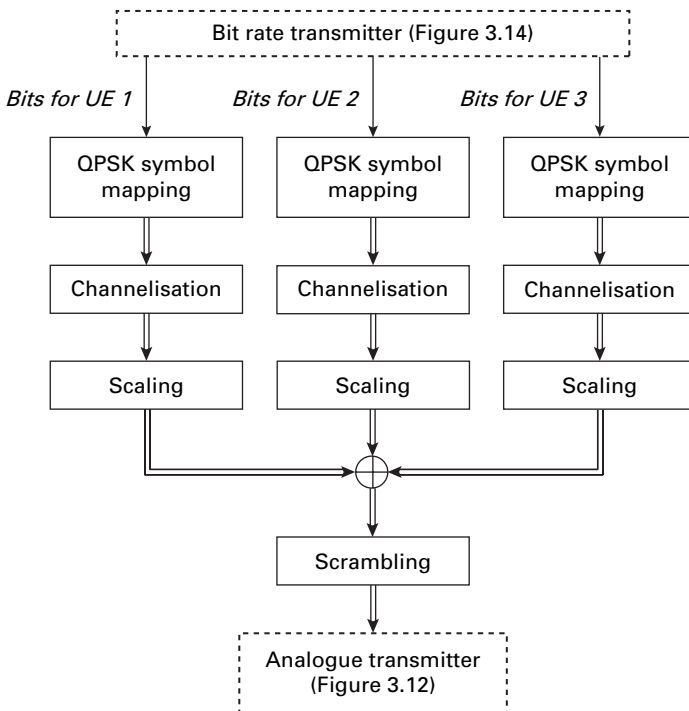 Bit rate transmitter (Figure 3.14)
Bits for UE 1
Bits for UE 2
Bits for UE 3
QPSK symbol
mapping
QPSK symbol
mapping
QPSK symbol
mapping
Channelisation
Channelisation
Channelisation
Scaling
Scaling
Scaling
Scrambling
Analogue transmitter
(Figure 3.12)